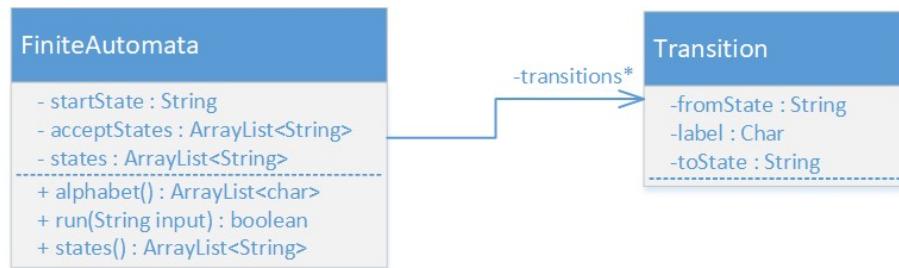 FiniteAutomata
- startState : String
- acceptStates : ArrayList<String>
- states : ArrayList<String>
+ alphabet() : ArrayList<char>
+ run(String input) : boolean
+ states() : ArrayList<String>
-transitions*
Transition
-fromState : String
-label : Char
-toState : String